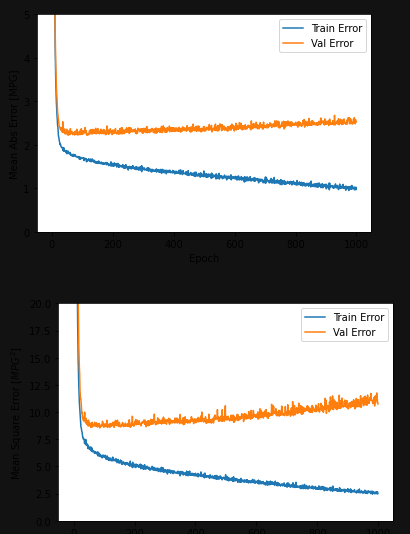 5
Train Error
Val Error
4
3
2
1
0
Mean Abs Error [MPG]
0 200 400 600 800 1000
Epoch
20.0
Train Error
Val Error
17.5
15.0
12.5
10.0
7.5
5.0
2.5
0.0
Mean Square Error [MPG²]
0 200 400 600 800 1000